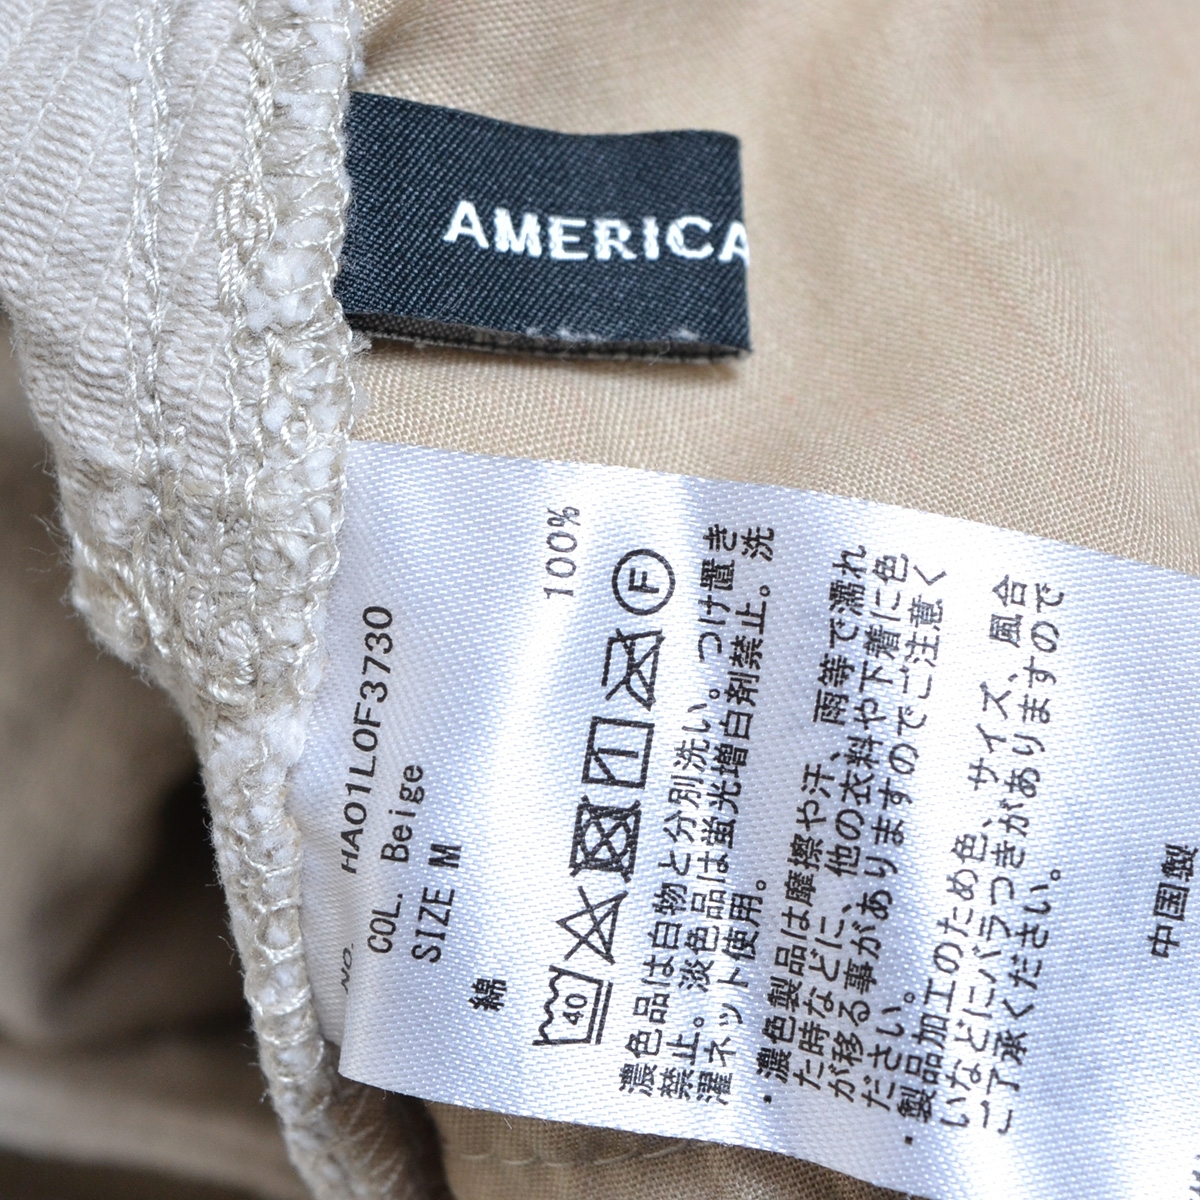 AMERICA
NO. HA01L0F3730
COL. Beige
SIZE M
綿 100%
40 F
濃色品は白物と分別洗い。つけ置き
禁止。淡色品は蛍光増白剤禁止。洗
濯ネット使用。
・濃色製品は摩擦や汗、雨等で濡れ
た時などに、他の衣料や下着に色
が移る事がありますのでご注意く
ださい。
・製品加工のため色、サイズ、風合
いなどにバラつきがありますので
ご了承ください。
中国製